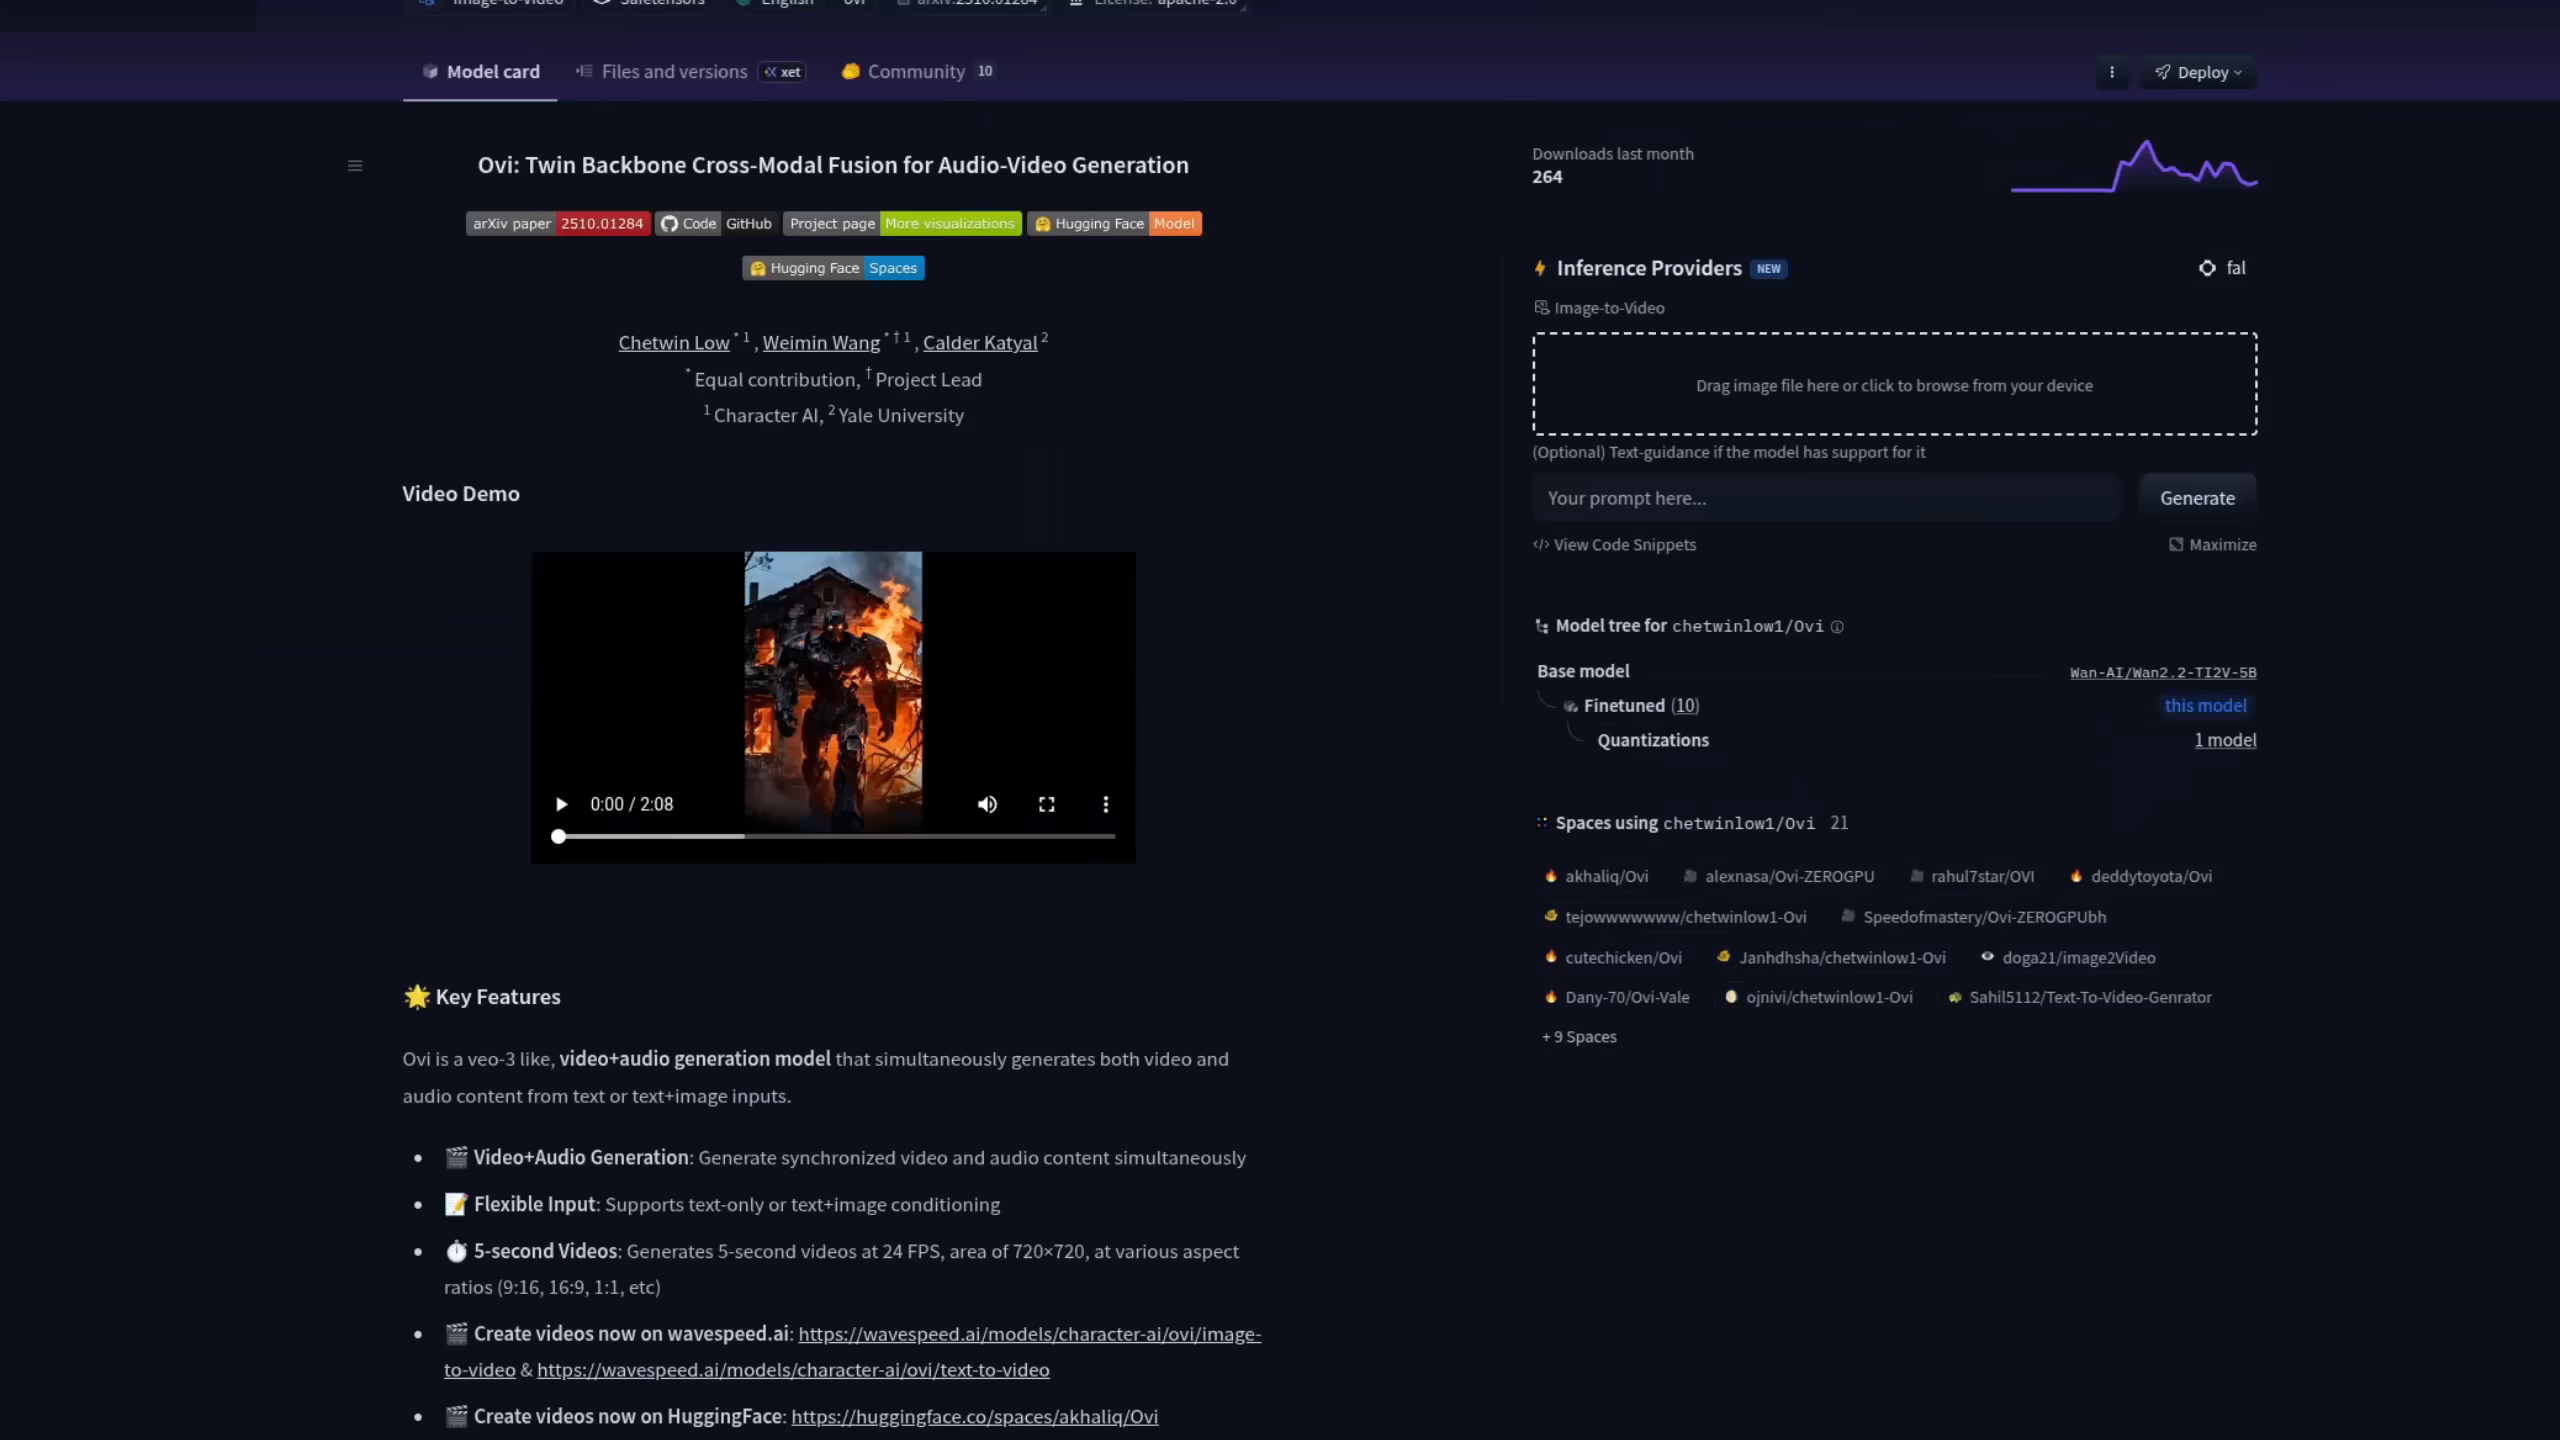 Image-to-Video Safetensors English ovi arxiv:2510.01284 License: apache-2.0
Model card Files and versions xet Community 10
Deploy
Ovi: Twin Backbone Cross-Modal Fusion for Audio-Video Generation
arXiv paper 2510.01284 Code GitHub Project page More visualizations Hugging Face Model
Hugging Face Spaces
Chetwin Low * 1 , Weimin Wang * † 1 , Calder Katyal 2
* Equal contribution, † Project Lead
1 Character AI, 2 Yale University
Video Demo
0:00 / 2:08
Key Features
Ovi is a veo-3 like, video+audio generation model that simultaneously generates both video and
audio content from text or text+image inputs.
Video+Audio Generation: Generate synchronized video and audio content simultaneously
Flexible Input: Supports text-only or text+image conditioning
5-second Videos: Generates 5-second videos at 24 FPS, area of 720×720, at various aspect
ratios (9:16, 16:9, 1:1, etc)
Create videos now on wavespeed.ai: https://wavespeed.ai/models/character-ai/ovi/image-
to-video & https://wavespeed.ai/models/character-ai/ovi/text-to-video
Create videos now on HuggingFace: https://huggingface.co/spaces/akhaliq/Ovi
Downloads last month
264
Inference Providers NEW fal
Image-to-Video
Drag image file here or click to browse from your device
(Optional) Text-guidance if the model has support for it
Your prompt here... Generate
View Code Snippets Maximize
Model tree for chetwinlow1/Ovi
Base model Wan-AI/Wan2.2-TI2V-5B
Finetuned (10) this model
Quantizations 1 model
Spaces using chetwinlow1/Ovi 21
akhaliq/Ovi alexnasa/Ovi-ZEROGPU rahul7star/OVI deddytoyota/Ovi
tejowwwwwww/chetwinlow1-Ovi Speedofmastery/Ovi-ZEROGPUbh
cutechicken/Ovi Janhdhsha/chetwinlow1-Ovi doga21/image2Video
Dany-70/Ovi-Vale ojnivi/chetwinlow1-Ovi Sahil5112/Text-To-Video-Genrator
+ 9 Spaces